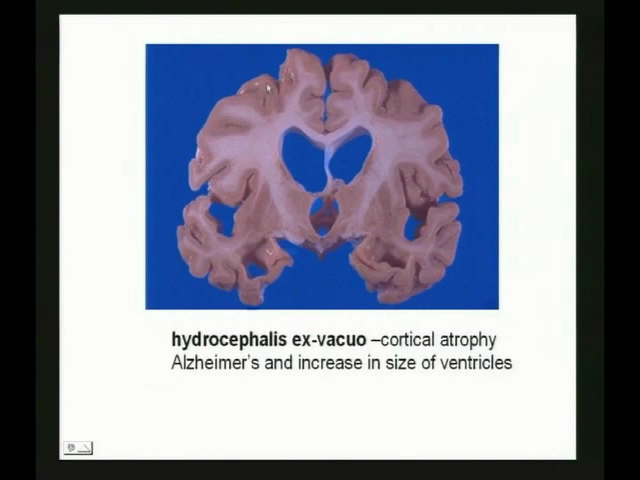 hydrocephalis ex-vacuo –cortical atrophy
Alzheimer's and increase in size of ventricles